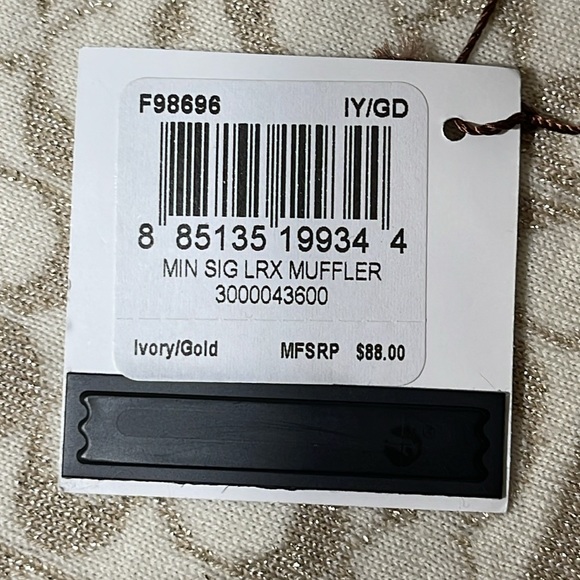 F98696 IY/GD
8 85135 19934 4
MIN SIG LRX MUFFLER
3000043600
Ivory/Gold MFSRP $88.00